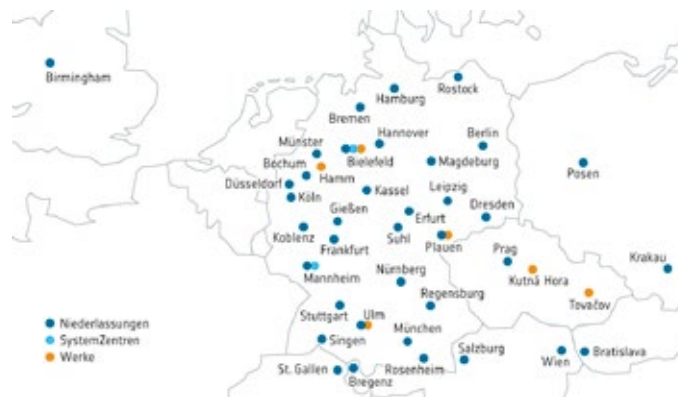 Birmingham
Rostock
Hamburg
Bremen
Hannover
Berlin
Münster
Bielefeld
Magdeburg
Bochum
Hamm
Posen
Düsseldorf
Köln
Kassel
Leipzig
Gießen
Erfurt
Dresden
Koblenz
Frankfurt
Suhl
Plauen
Prag
Krakau
Mannheim
Kutná Hora
Nürnberg
Tovačov
Stuttgart
Ulm
Regensburg
Niederlassungen
SystemZentren
Werke
Singen
München
Salzburg
Wien
Bratislava
St. Gallen
Bregenz
Rosenheim